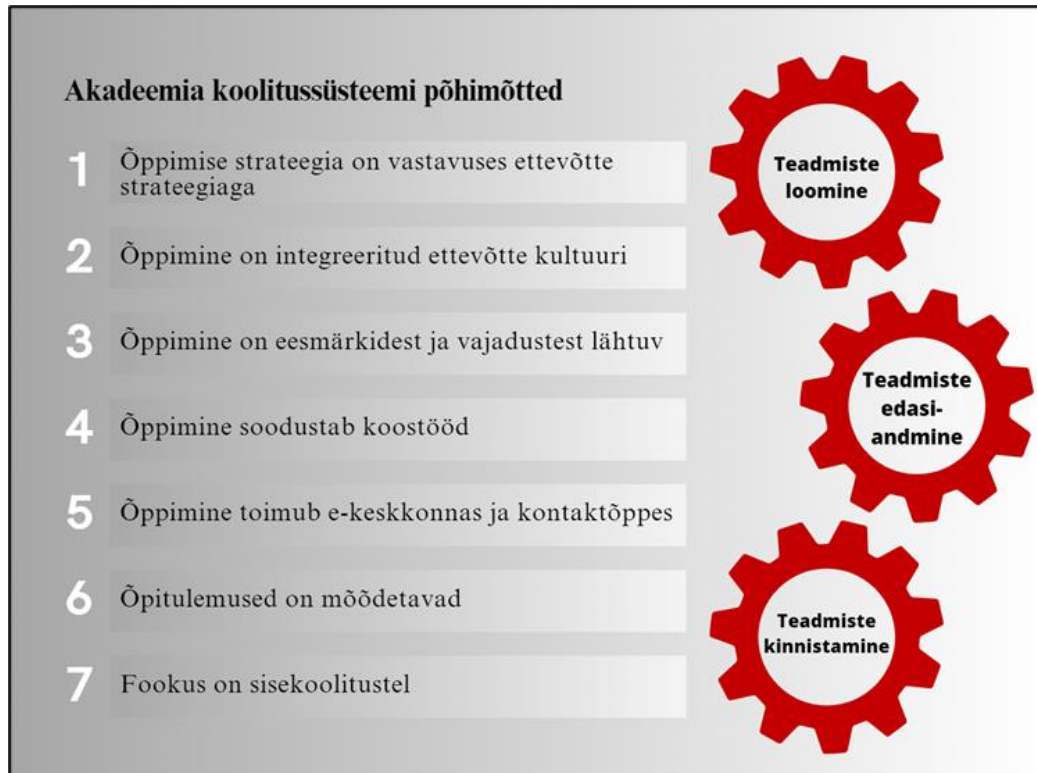 Akadeemia koolitussüsteemi põhimõtted
1
Õppimise strateegia on vastavuses ettevõtte
strateegiaga
2
Õppimine on integreeritud ettevõtte kultuuri
3
Õppimine on eesmärkidest ja vajadustest lähtuv
4
Õppimine soodustab koostööd
5
Õppimine toimub e-keskkonnas ja kontaktõppes
6
Õpitulemused on mõõdetavad
7
Fookus on sisekoolitustel
Teadmiste
loomine
Teadmiste
edasi-
andmine
Teadmiste
kinnistamine